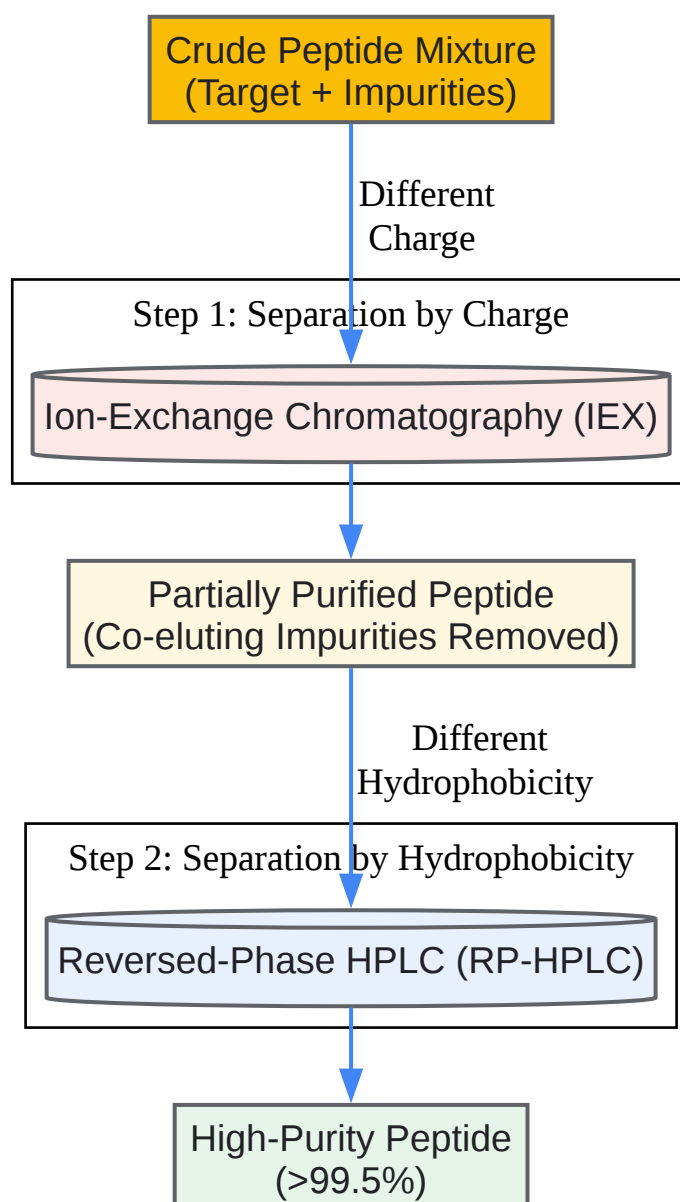 Crude Peptide Mixture
(Target + Impurities)
Different
Charge
Step 1: Separation by Charge
Ion-Exchange Chromatography (IEX)
Partially Purified Peptide
(Co-eluting Impurities Removed)
Different
Hydrophobicity
Step 2: Separation by Hydrophobicity
Reversed-Phase HPLC (RP-HPLC)
High-Purity Peptide
(>99.5%)